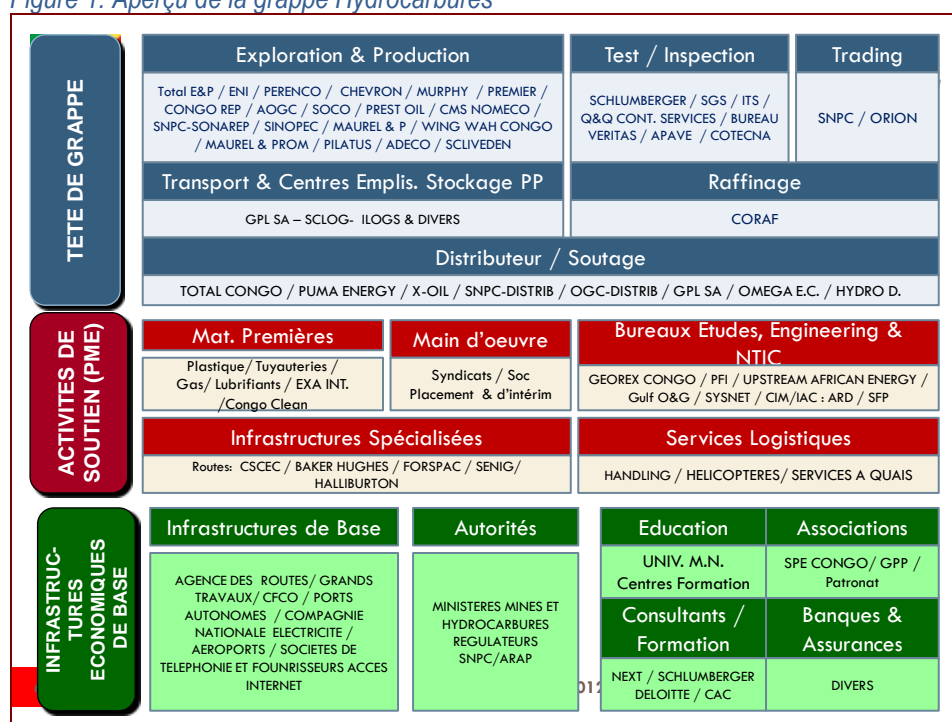 Figure 1: Aperçu de la grappe Hydrocarbures
TETE DE GRAPPE
Exploration & Production
Total E&P / ENI / PERENCO / CHEVRON / MURPHY / PREMIER /
CONGO REP / AOGC / SOCO / PREST OIL / CMS NOMECO /
SNPC-SONAREP / SINOPEC / MAUREL & P / WING WAH CONGO
/ MAUREL & PROM / PILATUS / ADECO / SCLIVEDEN
Test / Inspection
SCHLUMBERGER / SGS / ITS /
Q&Q CONT. SERVICES / BUREAU
VERITAS / APAVE / COTECNA
Trading
SNPC / ORION
Transport & Centres Emplis. Stockage PP
GPL SA – SCLOG- ILOGS & DIVERS
Raffinage
CORAF
Distributeur / Soutage
TOTAL CONGO / PUMA ENERGY / X-OIL / SNPC-DISTRIB / OGC-DISTRIB / GPL SA / OMEGA E.C. / HYDRO D.
ACTIVITES DE
SOUTIEN (PME)
Mat. Premières
Plastique/ Tuyauteries /
Gas/ Lubrifiants / EXA INT.
/Congo Clean
Main d'oeuvre
Syndicats / Soc
Placement & d'intérim
Bureaux Etudes, Engineering &
NTIC
GEOREX CONGO / PFI / UPSTREAM AFRICAN ENERGY /
Gulf O&G / SYSNET / CIM/IAC : ARD / SFP
Infrastructures Spécialisées
Routes: CSCEC / BAKER HUGHES / FORSPAC / SENIG/
HALLIBURTON
Services Logistiques
HANDLING / HELICOPTERES/ SERVICES A QUAIS
INFRASTRUC-
TURES
ECONOMIQUES
DE BASE
Infrastructures de Base
AGENCE DES ROUTES/ GRANDS
TRAVAUX/ CFCO / PORTS
AUTONOMES / COMPAGNIE
NATIONALE ELECTRICITE /
AEROPORTS / SOCIETES DE
TELEPHONIE ET FOUNRISSEURS ACCES
INTERNET
Autorités
MINISTERES MINES ET
HYDROCARBURES
REGULATEURS
SNPC/ARAP
Education
UNIV. M.N.
Centres Formation
Associations
SPE CONGO/ GPP /
Patronat
Consultants /
Formation
NEXT / SCHLUMBERGER
DELOITTE / CAC
Banques &
Assurances
DIVERS